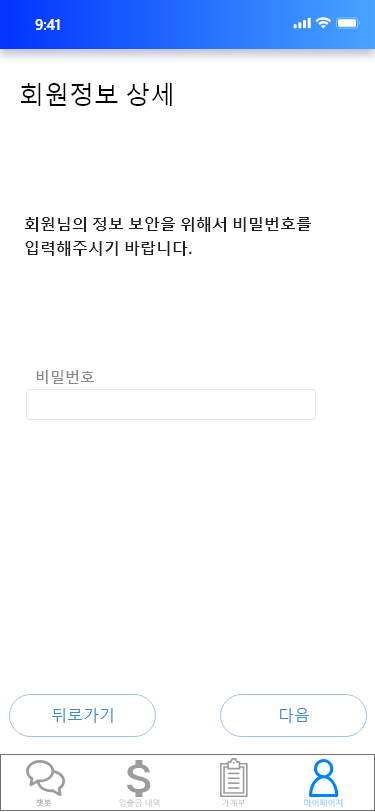 9:41
회원정보 상세
회원님의 정보 보안을 위해서 비밀번호를
입력해주시기 바랍니다.
비밀번호
뒤로가기 다음
챗봇 입출금 내역 가계부 마이페이지